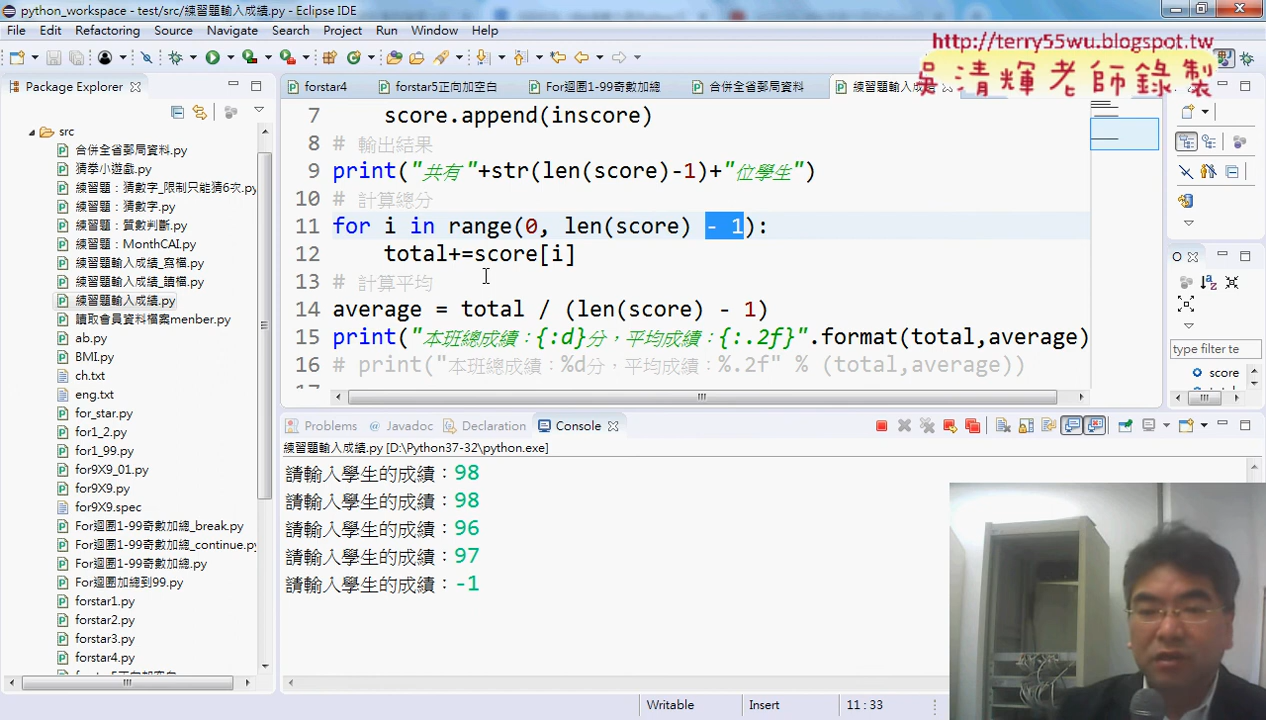 python_workspace - test/src/練習題輸入成績.py - Eclipse IDE
http://terry55wu.blogspot.tw
吳清輝老師錄製
File Edit Refactoring Source Navigate Search Project Run Window Help
Package Explorer
forstar4
forstar5正向加空白
For迴圈1-99奇數加總
合併全省郵局資料
練習題輸入成
src
合併全省郵局資料.py
猜拳小遊戲.py
練習題：猜數字_限制只能猜6次.py
練習題：猜數字.py
練習題：質數判斷.py
練習題：MonthCAI.py
練習題輸入成績_寫檔.py
練習題輸入成績_讀檔.py
練習題輸入成績.py
讀取會員資料檔案menber.py
ab.py
BMI.py
ch.txt
eng.txt
for_star.py
for1_2.py
for1_99.py
for9X9_01.py
for9X9.py
for9X9.spec
For迴圈1-99奇數加總_break.py
For迴圈1-99奇數加總_continue.py
For迴圈1-99奇數加總.py
For迴圈加總到99.py
forstar1.py
forstar2.py
forstar3.py
forstar4.py
7 score.append(inscore)
8 # 輸出結果
9 print("共有"+str(len(score)-1)+"位學生")
10 # 計算總分
11 for i in range(0, len(score) - 1):
12 total+=score[i]
13 # 計算平均
14 average = total / (len(score) - 1)
15 print("本班總成績：{:d}分，平均成績：{:.2f}".format(total,average)
16 # print("本班總成績：%d分，平均成績：%.2f" % (total,average))
type filter te
score
Problems Javadoc Declaration Console
練習題輸入成績.py [D:\Python37-32\python.exe]
請輸入學生的成績：98
請輸入學生的成績：98
請輸入學生的成績：96
請輸入學生的成績：97
請輸入學生的成績：-1
Writable Insert 11 : 33